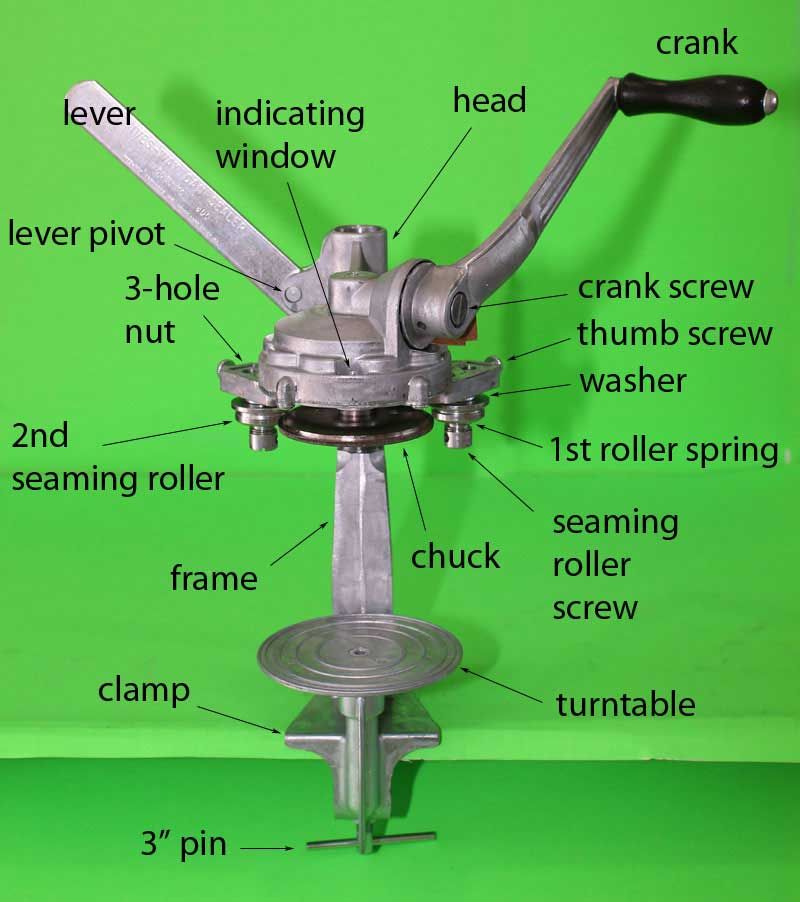 crank
lever
indicating
window
head
lever pivot
3-hole
nut
crank screw
thumb screw
washer
2nd
seaming roller
1st roller spring
seaming
roller
screw
chuck
frame
clamp
turntable
3” pin